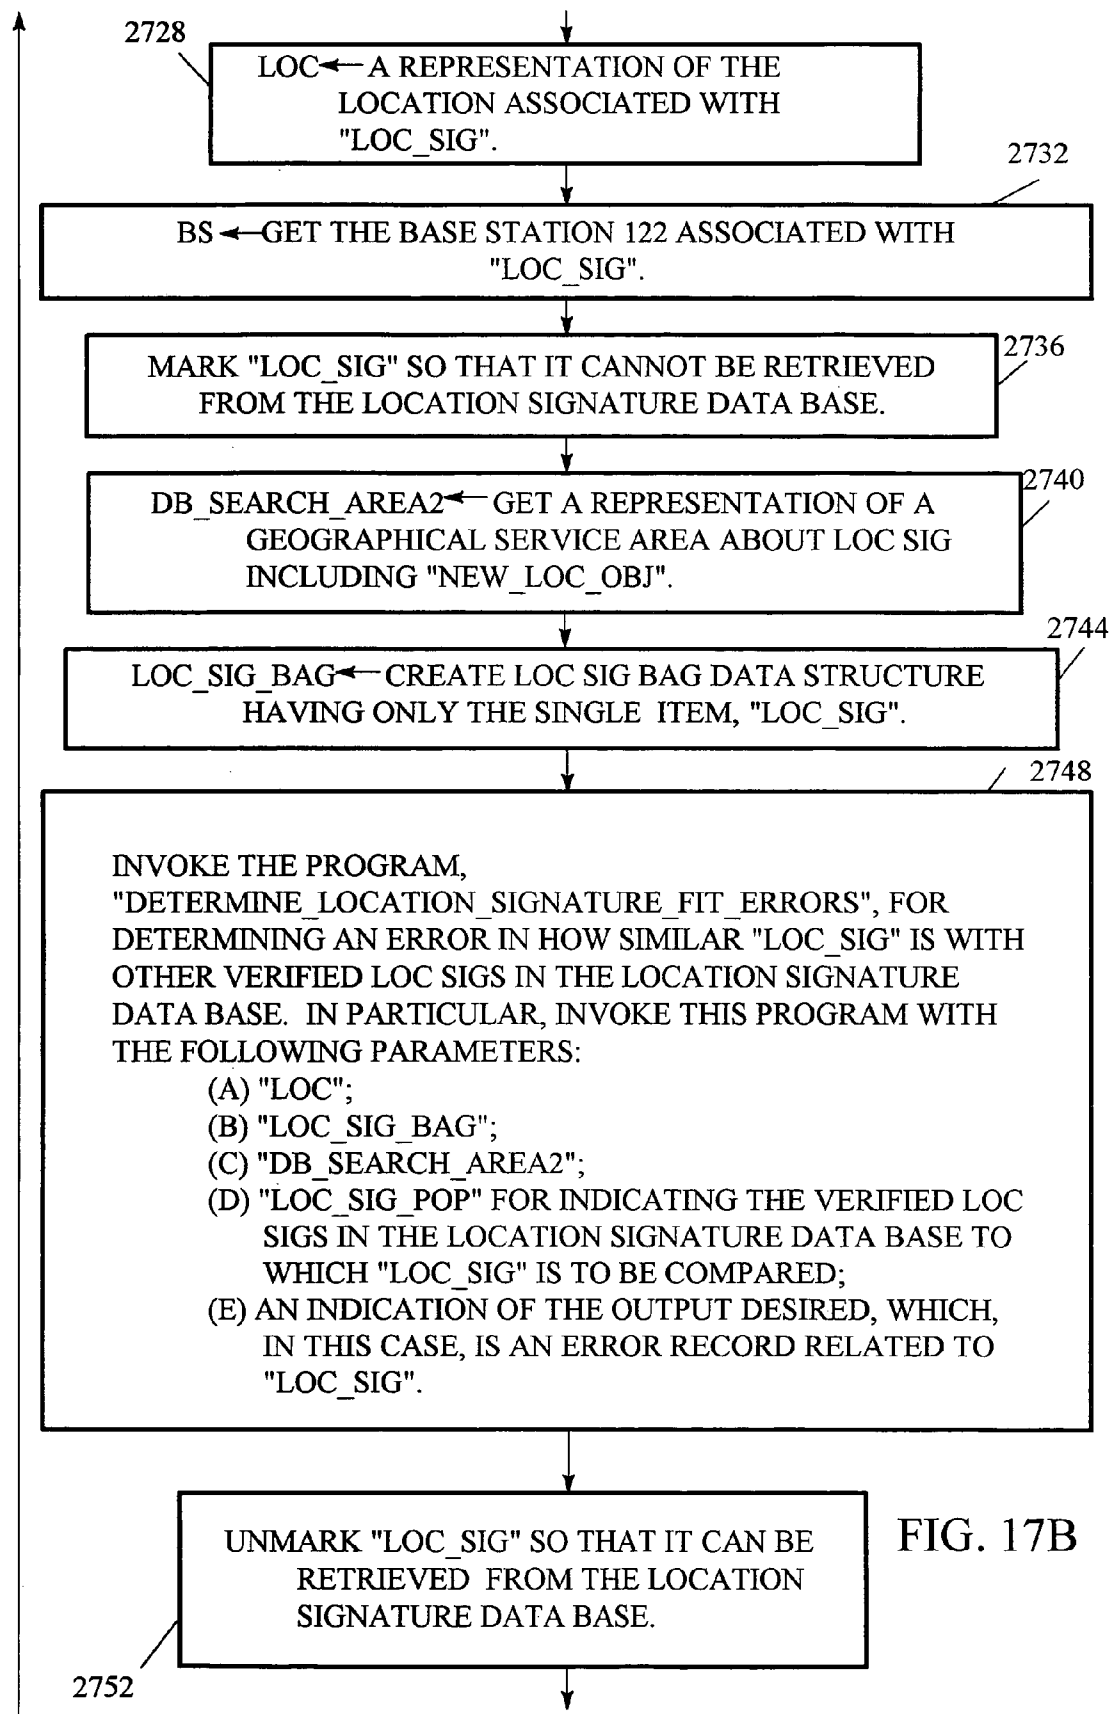 2728
LOC← A REPRESENTATION OF THE
LOCATION ASSOCIATED WITH
"LOC_SIG".
2732
BS ←GET THE BASE STATION 122 ASSOCIATED WITH
"LOC_SIG".
2736
MARK "LOC_SIG" SO THAT IT CANNOT BE RETRIEVED
FROM THE LOCATION SIGNATURE DATA BASE.
2740
DB_SEARCH_AREA2← GET A REPRESENTATION OF A
GEOGRAPHICAL SERVICE AREA ABOUT LOC SIG
INCLUDING "NEW_LOC_OBJ".
2744
LOC_SIG_BAG← CREATE LOC SIG BAG DATA STRUCTURE
HAVING ONLY THE SINGLE ITEM, "LOC_SIG".
2748
INVOKE THE PROGRAM,
"DETERMINE_LOCATION_SIGNATURE_FIT_ERRORS", FOR
DETERMINING AN ERROR IN HOW SIMILAR "LOC_SIG" IS WITH
OTHER VERIFIED LOC SIGS IN THE LOCATION SIGNATURE
DATA BASE. IN PARTICULAR, INVOKE THIS PROGRAM WITH
THE FOLLOWING PARAMETERS:
(A) "LOC";
(B) "LOC_SIG_BAG";
(C) "DB_SEARCH_AREA2";
(D) "LOC_SIG_POP" FOR INDICATING THE VERIFIED LOC
SIGS IN THE LOCATION SIGNATURE DATA BASE TO
WHICH "LOC_SIG" IS TO BE COMPARED;
(E) AN INDICATION OF THE OUTPUT DESIRED, WHICH,
IN THIS CASE, IS AN ERROR RECORD RELATED TO
"LOC_SIG".
UNMARK "LOC_SIG" SO THAT IT CAN BE
RETRIEVED FROM THE LOCATION
SIGNATURE DATA BASE.
FIG. 17B
2752